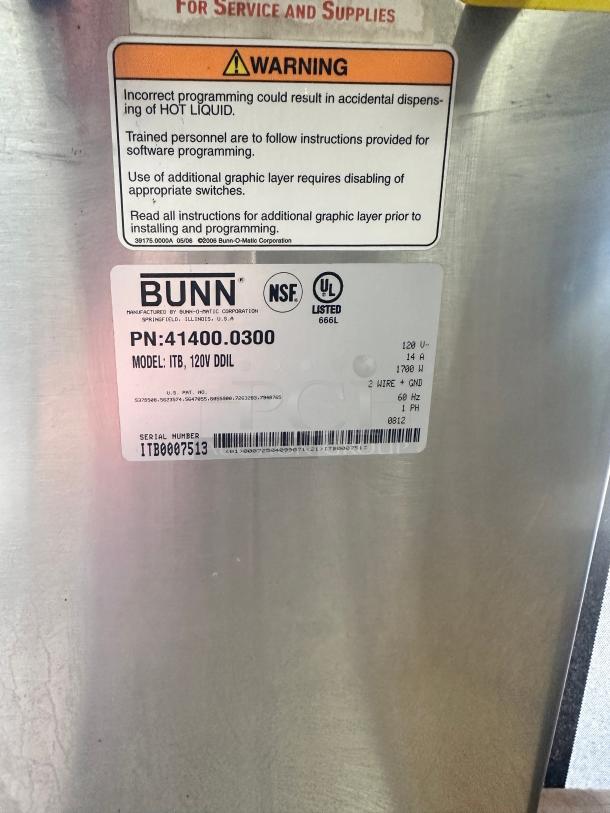 FOR SERVICE AND SUPPLIES
WARNING
Incorrect programming could result in accidental dispens-
ing of HOT LIQUID.
Trained personnel are to follow instructions provided for
software programming.
Use of additional graphic layer requires disabling of
appropriate switches.
Read all instructions for additional graphic layer prior to
installing and programming.
39175.0000A 05/06 ©2006 Bunn-O-Matic Corporation
BUNN®
MANUFACTURED BY BUNN-O-MATIC CORPORATION
SPRINGFIELD, ILLINOIS, U.S.A
NSF.
UL
LISTED
666L
PN:41400.0300
MODEL: ITB, 120V DDIL
120 V~
14 A
1700 W
2 WIRE + GND
60 Hz
1 PH
0812
U.S. PAT. NO.
SERIAL NUMBER
ITB0007513